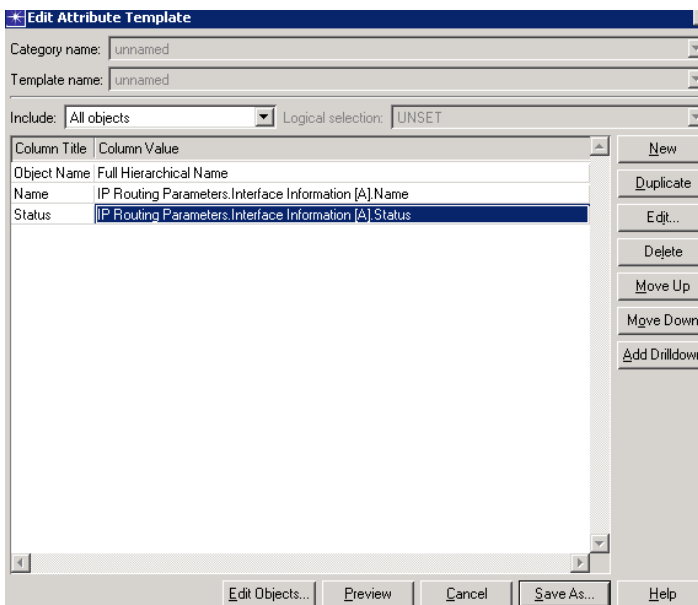 Edit Attribute Template
Category name: unnamed
Template name: unnamed
Include: All objects Logical selection: UNSET
Column Title Column Value
Object Name Full Hierarchical Name
Name IP Routing Parameters.Interface Information [A].Name
Status IP Routing Parameters.Interface Information [A].Status
New
Duplicate
Edit...
Delete
Move Up
Move Down
Add Drilldown
Edit Objects... Preview Cancel Save As... Help